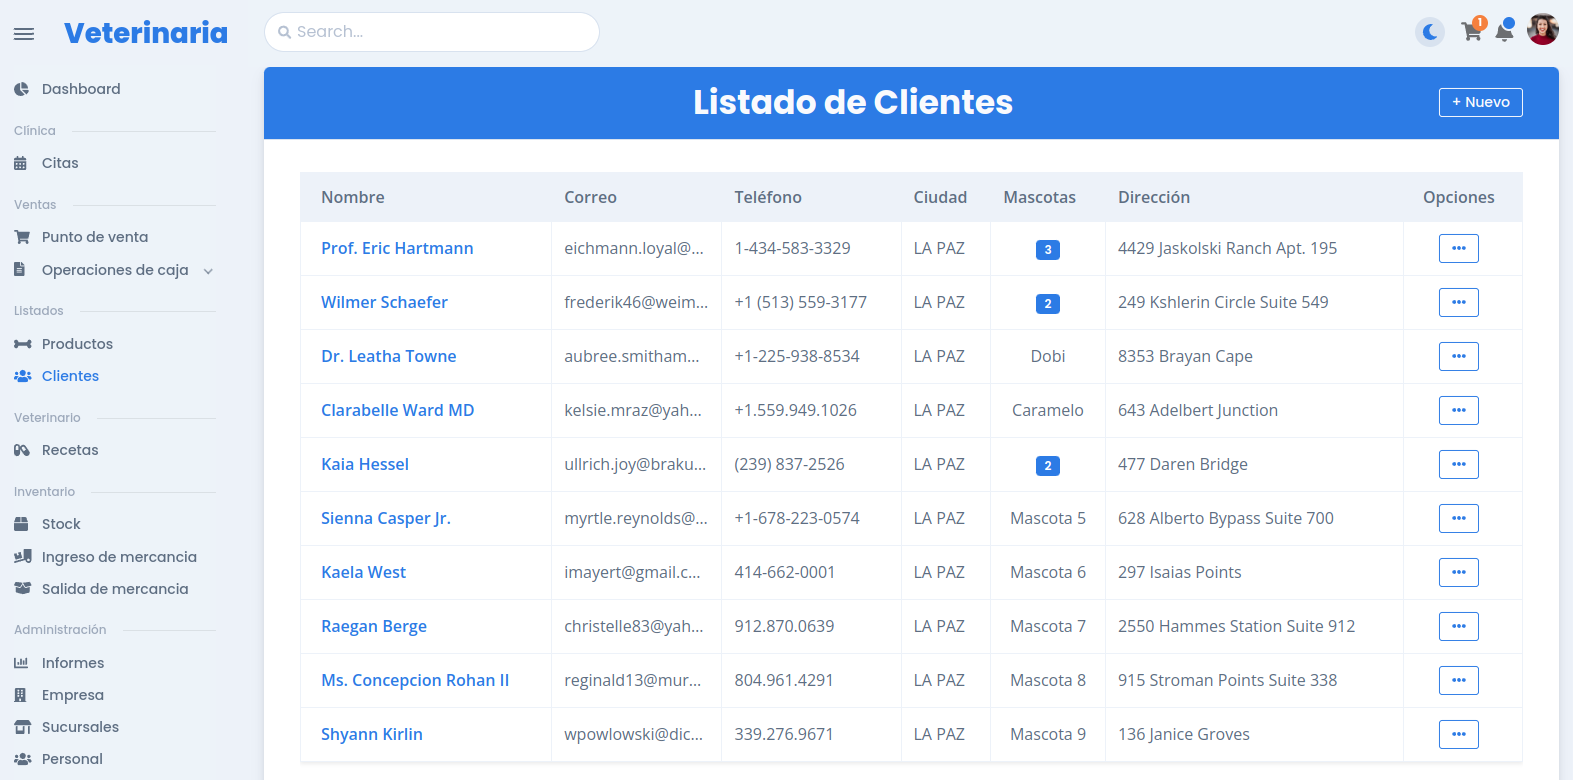 Veterinaria
Search...
1
Dashboard
Clínica
Citas
Ventas
Punto de venta
Operaciones de caja
Listados
Productos
Clientes
Veterinario
Recetas
Inventario
Stock
Ingreso de mercancia
Salida de mercancia
Administración
Informes
Empresa
Sucursales
Personal
Listado de Clientes
+ Nuevo
Nombre Correo Teléfono Ciudad Mascotas Dirección Opciones
Prof. Eric Hartmann eichmann.loyal@... 1-434-583-3329 LA PAZ 3 4429 Jaskolski Ranch Apt. 195
Wilmer Schaefer frederik46@weim... +1 (513) 559-3177 LA PAZ 2 249 Kshlerin Circle Suite 549
Dr. Leatha Towne aubree.smitham... +1-225-938-8534 LA PAZ Dobi 8353 Brayan Cape
Clarabelle Ward MD kelsie.mraz@yah... +1.559.949.1026 LA PAZ Caramelo 643 Adelbert Junction
Kaia Hessel ullrich.joy@braku... (239) 837-2526 LA PAZ 2 477 Daren Bridge
Sienna Casper Jr. myrtle.reynolds@... +1-678-223-0574 LA PAZ Mascota 5 628 Alberto Bypass Suite 700
Kaela West imayert@gmail.c... 414-662-0001 LA PAZ Mascota 6 297 Isaias Points
Raegan Berge christelle83@yah... 912.870.0639 LA PAZ Mascota 7 2550 Hammes Station Suite 912
Ms. Concepcion Rohan II reginald13@mur... 804.961.4291 LA PAZ Mascota 8 915 Stroman Points Suite 338
Shyann Kirlin wpowlowski@dic... 339.276.9671 LA PAZ Mascota 9 136 Janice Groves